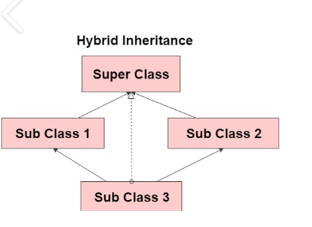 Hybrid Inheritance
Super Class
Sub Class 1
Sub Class 2
Sub Class 3